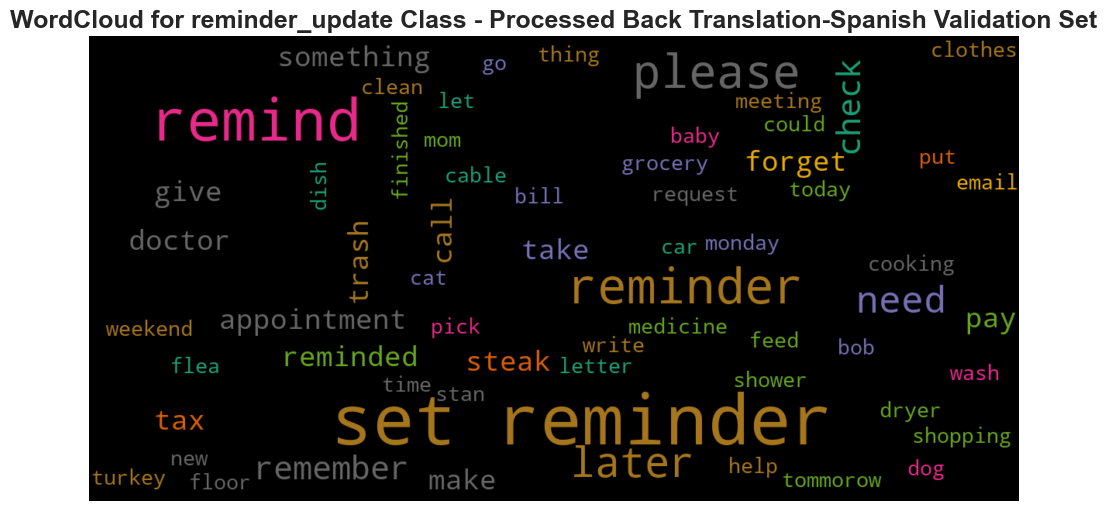 WordCloud for reminder_update Class - Processed Back Translation-Spanish Validation Set
something
go
thing
please
clothes
clean
let
check
meeting
remind
finished
mom
could
baby
forget
put
dish
cable
grocery
email
give
bill
request
today
doctor
trash
call
take
car
monday
cat
reminder
cooking
need
weekend
appointment
pick
medicine
pay
flea
reminded
steak
write
feed
bob
letter
time
stan
shower
wash
tax
set reminder
dryer
shopping
new
remember
later
help
dog
turkey
floor
make
tommorow